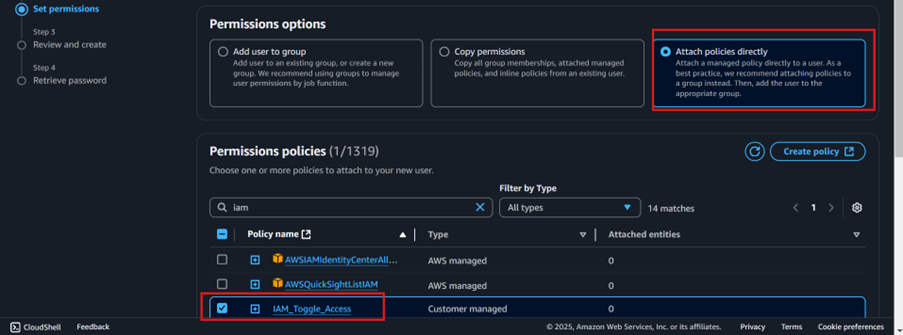 Set permissions
Step 3
Review and create
Step 4
Retrieve password
Permissions options
Add user to group
Add user to an existing group, or create a new
group. We recommend using groups to manage
user permissions by job function.
Copy permissions
Copy all group memberships, attached managed
policies, and inline policies from an existing user.
Attach policies directly
Attach a managed policy directly to a user. As a
best practice, we recommend attaching policies to
a group instead. Then, add the user to the
appropriate group.
Permissions policies (1/1319)
Create policy
Choose one or more policies to attach to your new user.
Filter by Type
iam
All types
14 matches
1
Policy name
Type
Attached entities
AWSIAMIdentityCenterAll...
AWS managed
0
AWSQuickSightListIAM
AWS managed
0
IAM_Toggle_Access
Customer managed
0
CloudShell Feedback
© 2025, Amazon Web Services, Inc. or its affiliates. Privacy Terms Cookie preferences